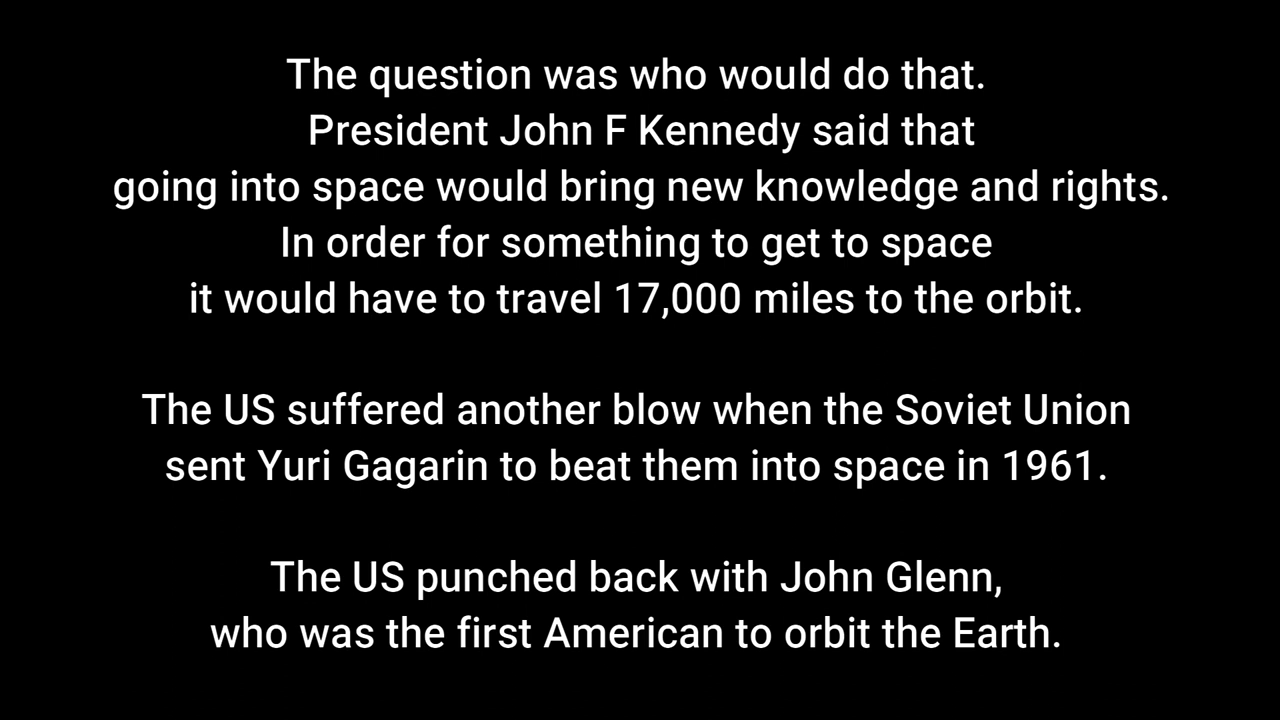 The question was who would do that.
President John F Kennedy said that
going into space would bring new knowledge and rights.
In order for something to get to space
it would have to travel 17,000 miles to the orbit.
The US suffered another blow when the Soviet Union
sent Yuri Gagarin to beat them into space in 1961.
The US punched back with John Glenn,
who was the first American to orbit the Earth.